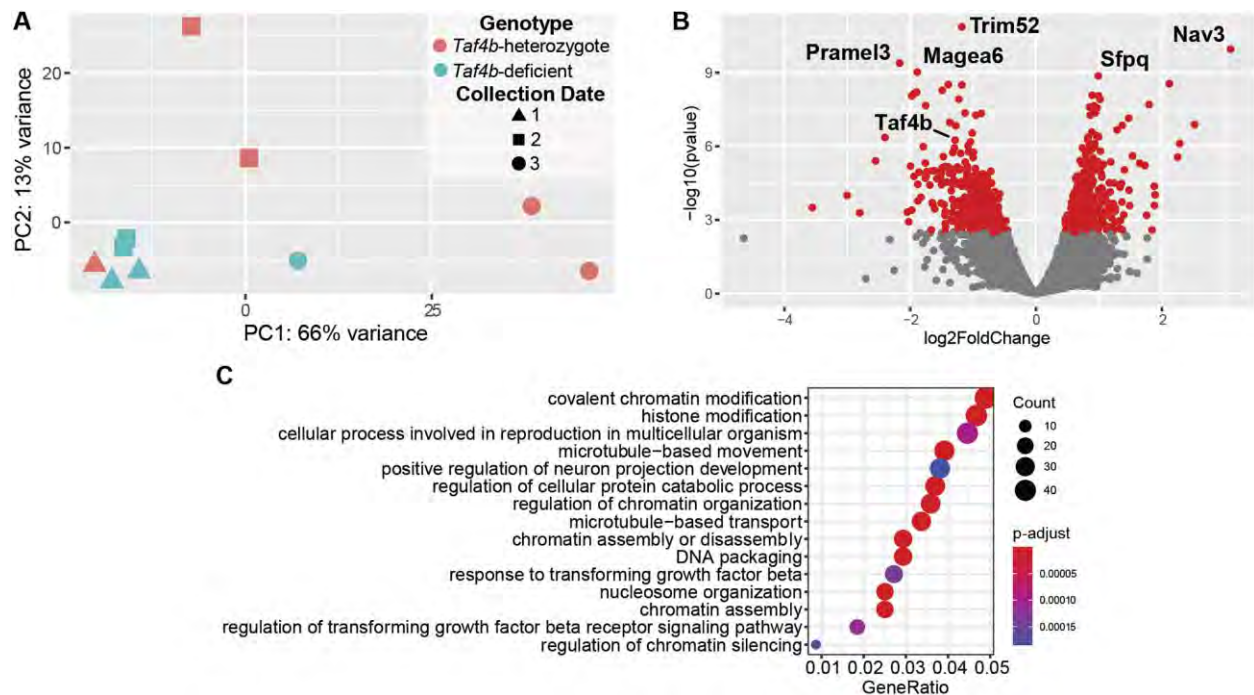 A
Genotype
Taf4b-heterozygote
Taf4b-deficient
Collection Date
1
2
3
20
10
0
PC2: 13% variance
0
25
PC1: 66% variance
B
Trim52
Nav3
Pramel3
Magea6
Sfpq
Taf4b
9
6
3
0
-log10(pvalue)
−4
−2
0
2
log2FoldChange
C
covalent chromatin modification
histone modification
cellular process involved in reproduction in multicellular organism
microtubule−based movement
positive regulation of neuron projection development
regulation of cellular protein catabolic process
regulation of chromatin organization
microtubule−based transport
chromatin assembly or disassembly
DNA packaging
response to transforming growth factor beta
nucleosome organization
chromatin assembly
regulation of transforming growth factor beta receptor signaling pathway
regulation of chromatin silencing
0.01 0.02 0.03 0.04 0.05
GeneRatio
Count
10
20
30
40
p-adjust
0.00005
0.00010
0.00015